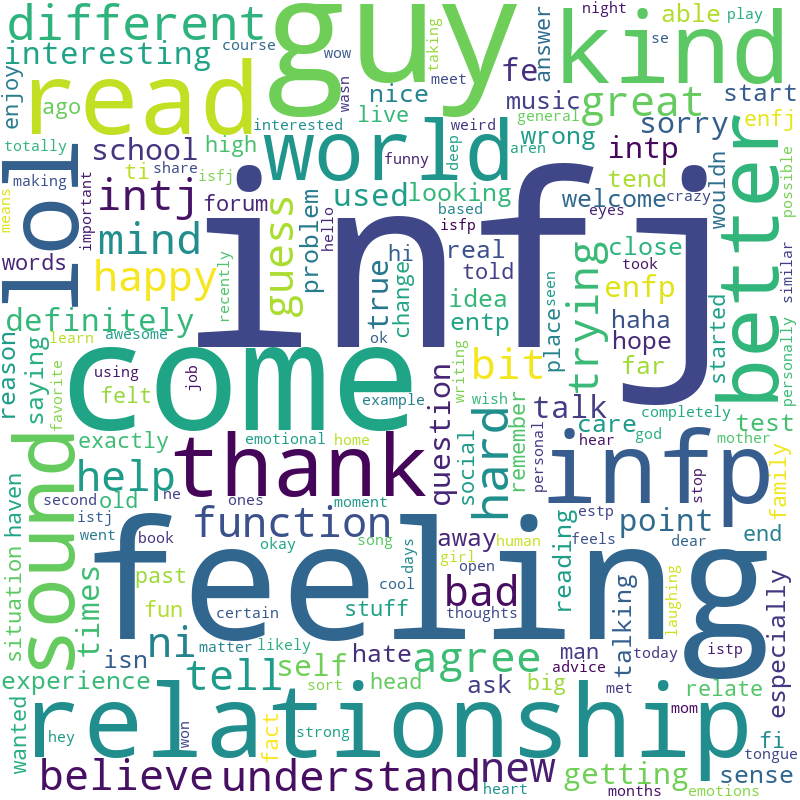 different
guy
kind
night
able
play
interesting
course
wow
taking
meet
se
enjoy
read
ago
wasn
nice
fe
answer
music
great
start
general
live
interested
weird
wrong
sorry
enjoy
totally
school
high
world
funny
deep
aren
intp
enfj
possible
making
ti
share
isfj
used
looking
tend
better
means
lol
important
intj
forum
problem
hello
based
isfp
eyes
welcome
crazy
wouldn
words
mind
guess
true
hi
real
told
seen
trying
close
took
similar
happy
recently
change
idea
enfp
definitely
infj
ok
entp
place
haha
hope
started
personally
reason
saying
learn
awesome
favorite
using
felt
job
come
example
bit
writing
wish
far
talk
completely
exactly
emotional
home
thank
question
social
hard
remember
personal
hear
care
god
test
mother
sound
haven
situation
help
second
old
he
ones
istj
went
book
moment
function
infp
stop
family
estp
point
end
times
okay
song
days
away
human
reading
feels
dear
past
feeling
girl
open
laughing
fun
certain
cool
stuff
bad
thoughts
talking
especially
isn
ni
matter
likely
hate
agree
man
today
istp
experience
tell
sort
self
head
ask
big
advice
met
relate
mom
wanted
hey
fact
relationship
strong
won
fi
tongue
believe
understand
heart
new
getting
months
emotions
sense